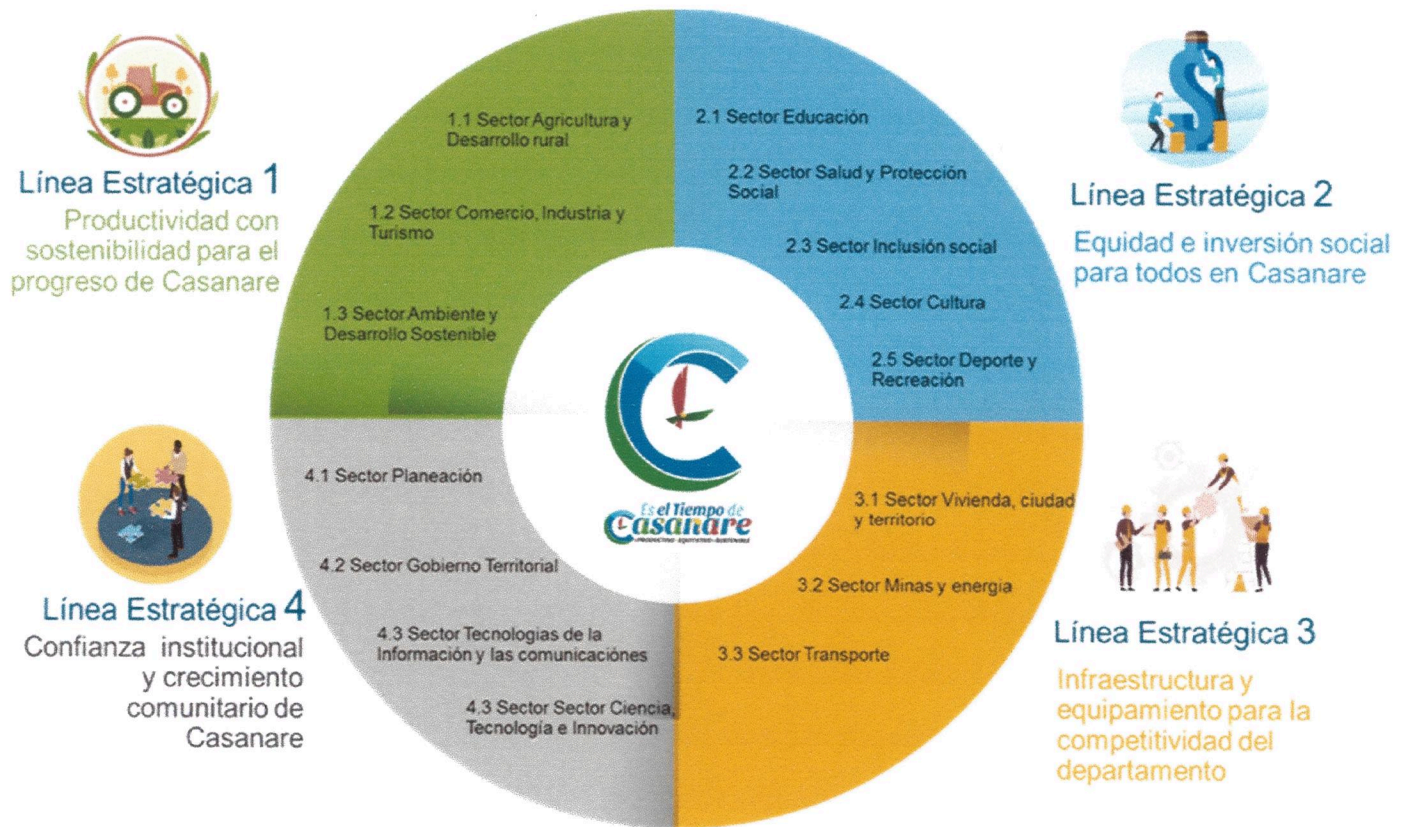 Línea Estratégica 1
Productividad con
sostenibilidad para el
progreso de Casanare
1.1 Sector Agricultura y
Desarrollo rural
1.2 Sector Comercio, Industria y
Turismo
1.3 Sector Ambiente y
Desarrollo Sostenible
2.1 Sector Educación
2.2 Sector Salud y Protección
Social
2.3 Sector Inclusión social
2.4 Sector Cultura
2.5 Sector Deporte y
Recreación
Línea Estratégica 2
Equidad e inversión social
para todos en Casanare
Es el Tiempo de
Casanare
PRODUCTIVO - EQUITATIVO - SOSTENIBLE
Línea Estratégica 4
Confianza institucional
y crecimiento
comunitario de
Casanare
4.1 Sector Planeación
4.2 Sector Gobierno Territorial
4.3 Sector Tecnologías de la
Información y las comunicaciónes
4.3 Sector Sector Ciencia,
Tecnología e Innovación
3.1 Sector Vivienda, ciudad
y territorio
3.2 Sector Minas y energía
3.3 Sector Transporte
Línea Estratégica 3
Infraestructura y
equipamiento para la
competitividad del
departamento